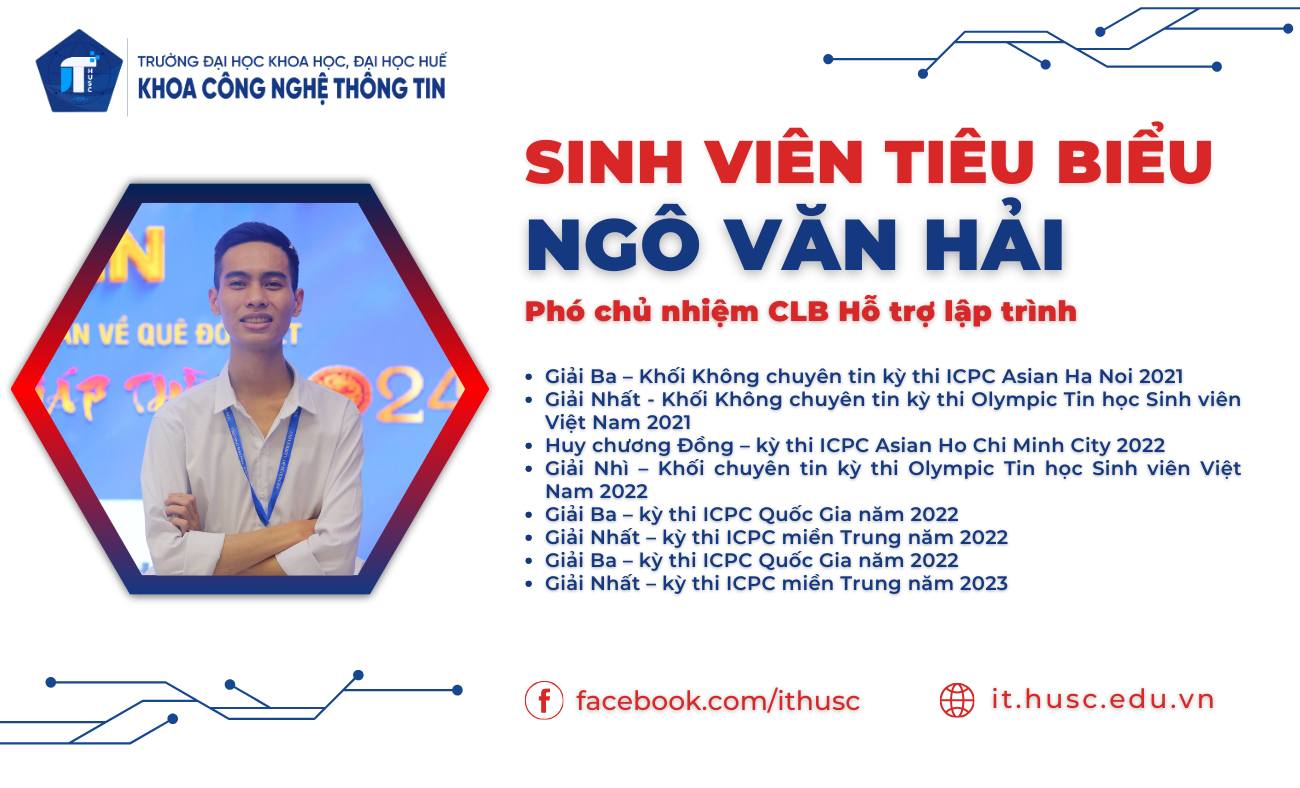 TRƯỜNG ĐẠI HỌC KHOA HỌC, ĐẠI HỌC HUẾ
KHOA CÔNG NGHỆ THÔNG TIN
IT
HUSC
SINH VIÊN TIÊU BIỂU
NGÔ VĂN HẢI
Phó chủ nhiệm CLB Hỗ trợ lập trình
VỀ QUÊ
24
• Giải Ba – Khối Không chuyên tin kỳ thi ICPC Asian Ha Noi 2021
• Giải Nhất - Khối Không chuyên tin kỳ thi Olympic Tin học Sinh viên
Việt Nam 2021
• Huy chương Đồng – kỳ thi ICPC Asian Ho Chi Minh City 2022
• Giải Nhì – Khối chuyên tin kỳ thi Olympic Tin học Sinh viên Việt
Nam 2022
• Giải Ba – kỳ thi ICPC Quốc Gia năm 2022
• Giải Nhất – kỳ thi ICPC miền Trung năm 2022
• Giải Ba – kỳ thi ICPC Quốc Gia năm 2022
• Giải Nhất – kỳ thi ICPC miền Trung năm 2023
facebook.com/ithusc
it.husc.edu.vn